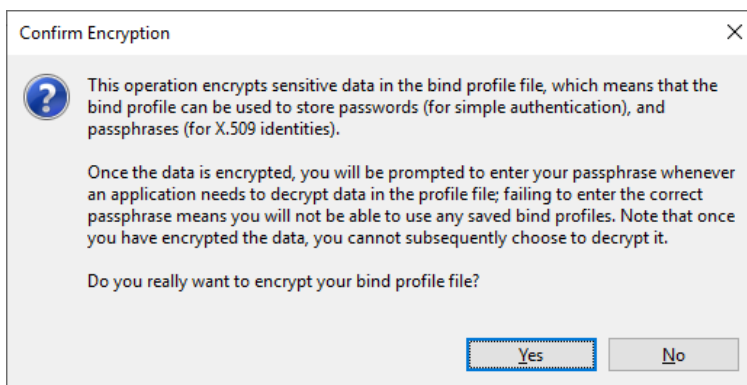 Confirm Encryption
This operation encrypts sensitive data in the bind profile file, which means that the
bind profile can be used to store passwords (for simple authentication), and
passphrases (for X.509 identities).
Once the data is encrypted, you will be prompted to enter your passphrase whenever
an application needs to decrypt data in the profile file; failing to enter the correct
passphrase means you will not be able to use any saved bind profiles. Note that once
you have encrypted the data, you cannot subsequently choose to decrypt it.
Do you really want to encrypt your bind profile file?
Yes No